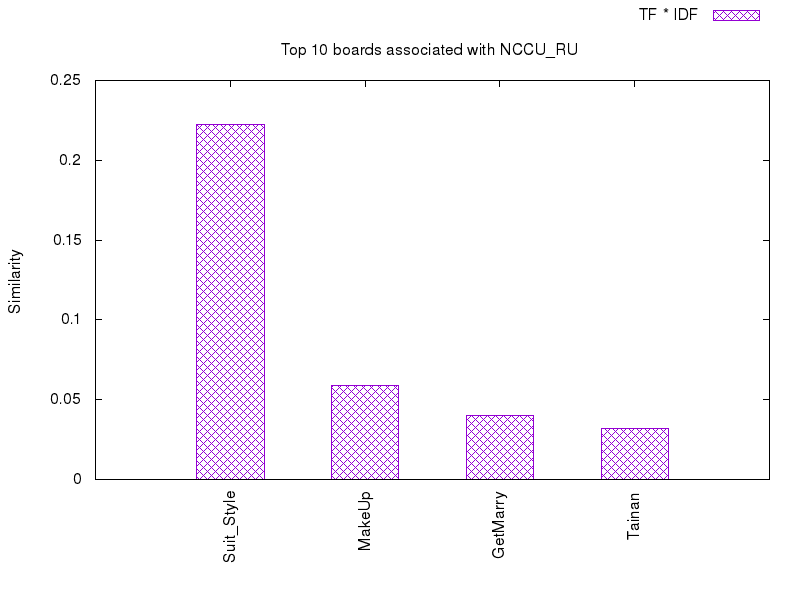 TF * IDF
Top 10 boards associated with NCCU_RU
0.25
0.2
0.15
0.1
0.05
0
Similarity
Suit_Style
MakeUp
GetMarry
Tainan